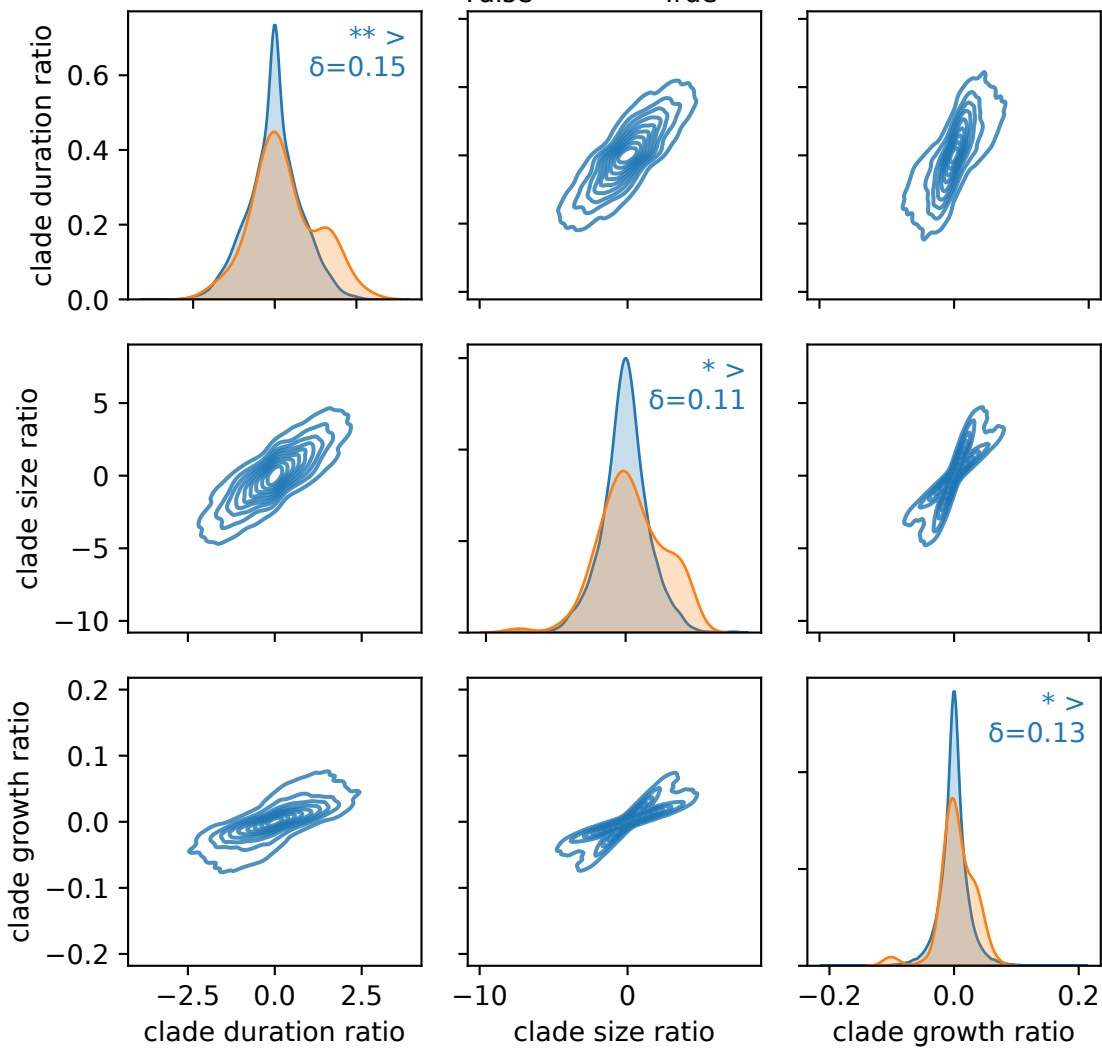 clade duration ratio
0.6
0.4
0.2
0.0
** >
δ=0.15
clade size ratio
5
0
−5
−10
* >
δ=0.11
clade growth ratio
0.2
0.1
0.0
−0.1
−0.2
* >
δ=0.13
−2.5 0.0 2.5
−10 0
−0.2 0.0 0.2
clade duration ratio
clade size ratio
clade growth ratio